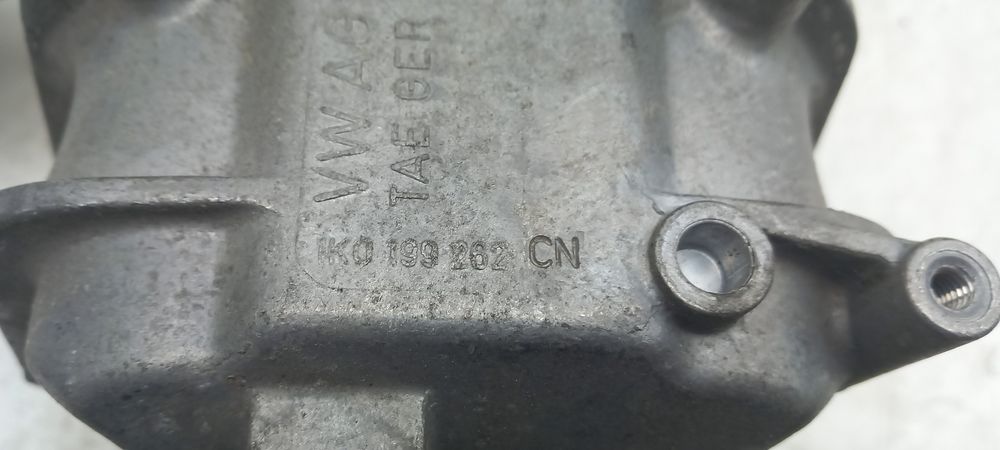 VW AG
TAE GER
1K0 199 262 CN